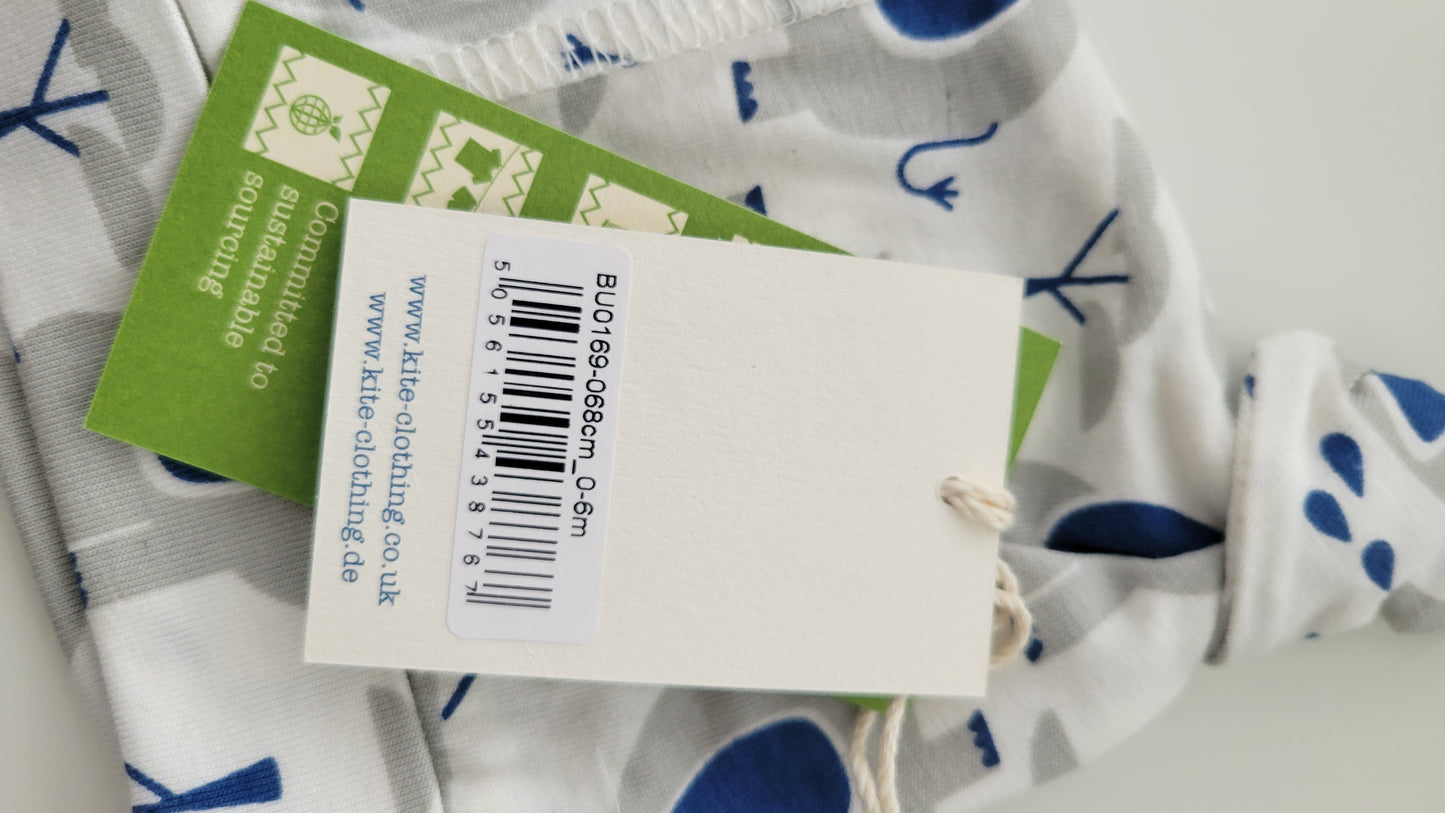 Committed to
sustainable
sourcing
BU0169-068cm_0-6m
5 056155 438767
www.kite-clothing.co.uk
www.kite-clothing.de